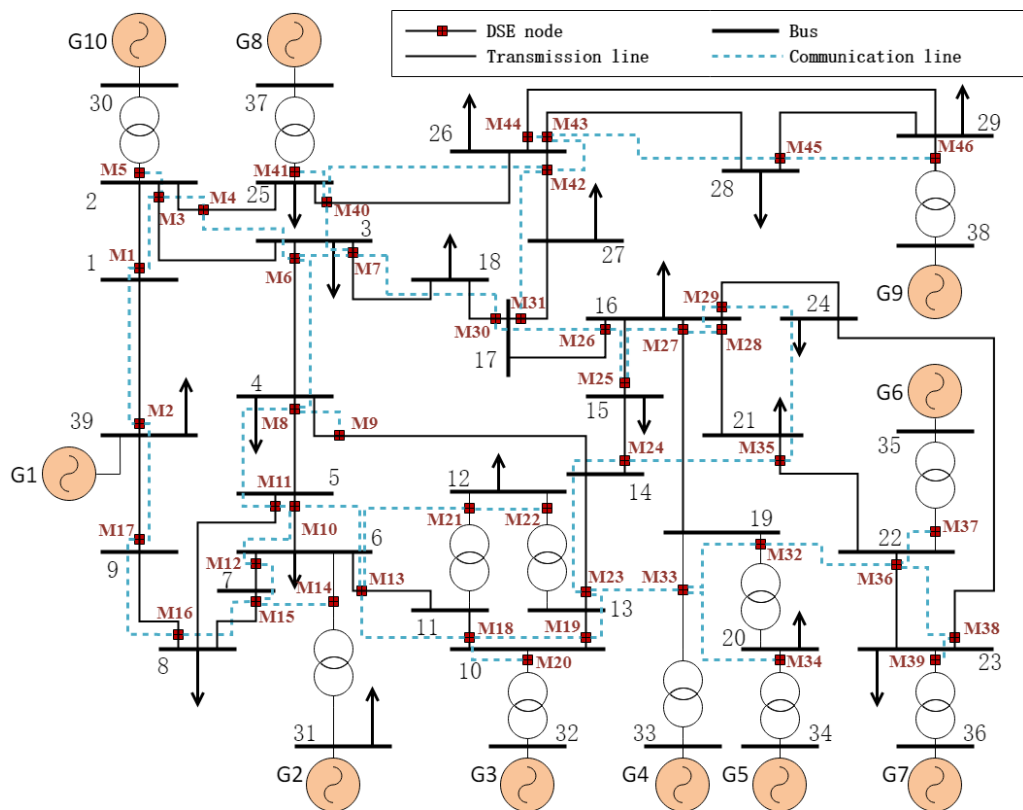 G10
G8
DSE node
Bus
Transmission line
Communication line
30
37
26
M44
M43
29
M5
M41
M45
M46
M4
25
M42
28
2
M3
M40
3
27
38
1
M1
M6
M7
18
G9
16
M29
24
M30
M31
M26
M27
M28
17
4
M25
G6
39
M2
M8
M9
15
21
35
M24
M35
G1
M11
5
12
14
M10
M21
M22
19
M37
M17
6
22
9
M12
M32
M36
7
M14
M13
M23
M33
13
M16
M15
11
M18
M19
20
M38
8
10
M20
M34
M39
23
31
32
33
34
36
G2
G3
G4
G5
G7